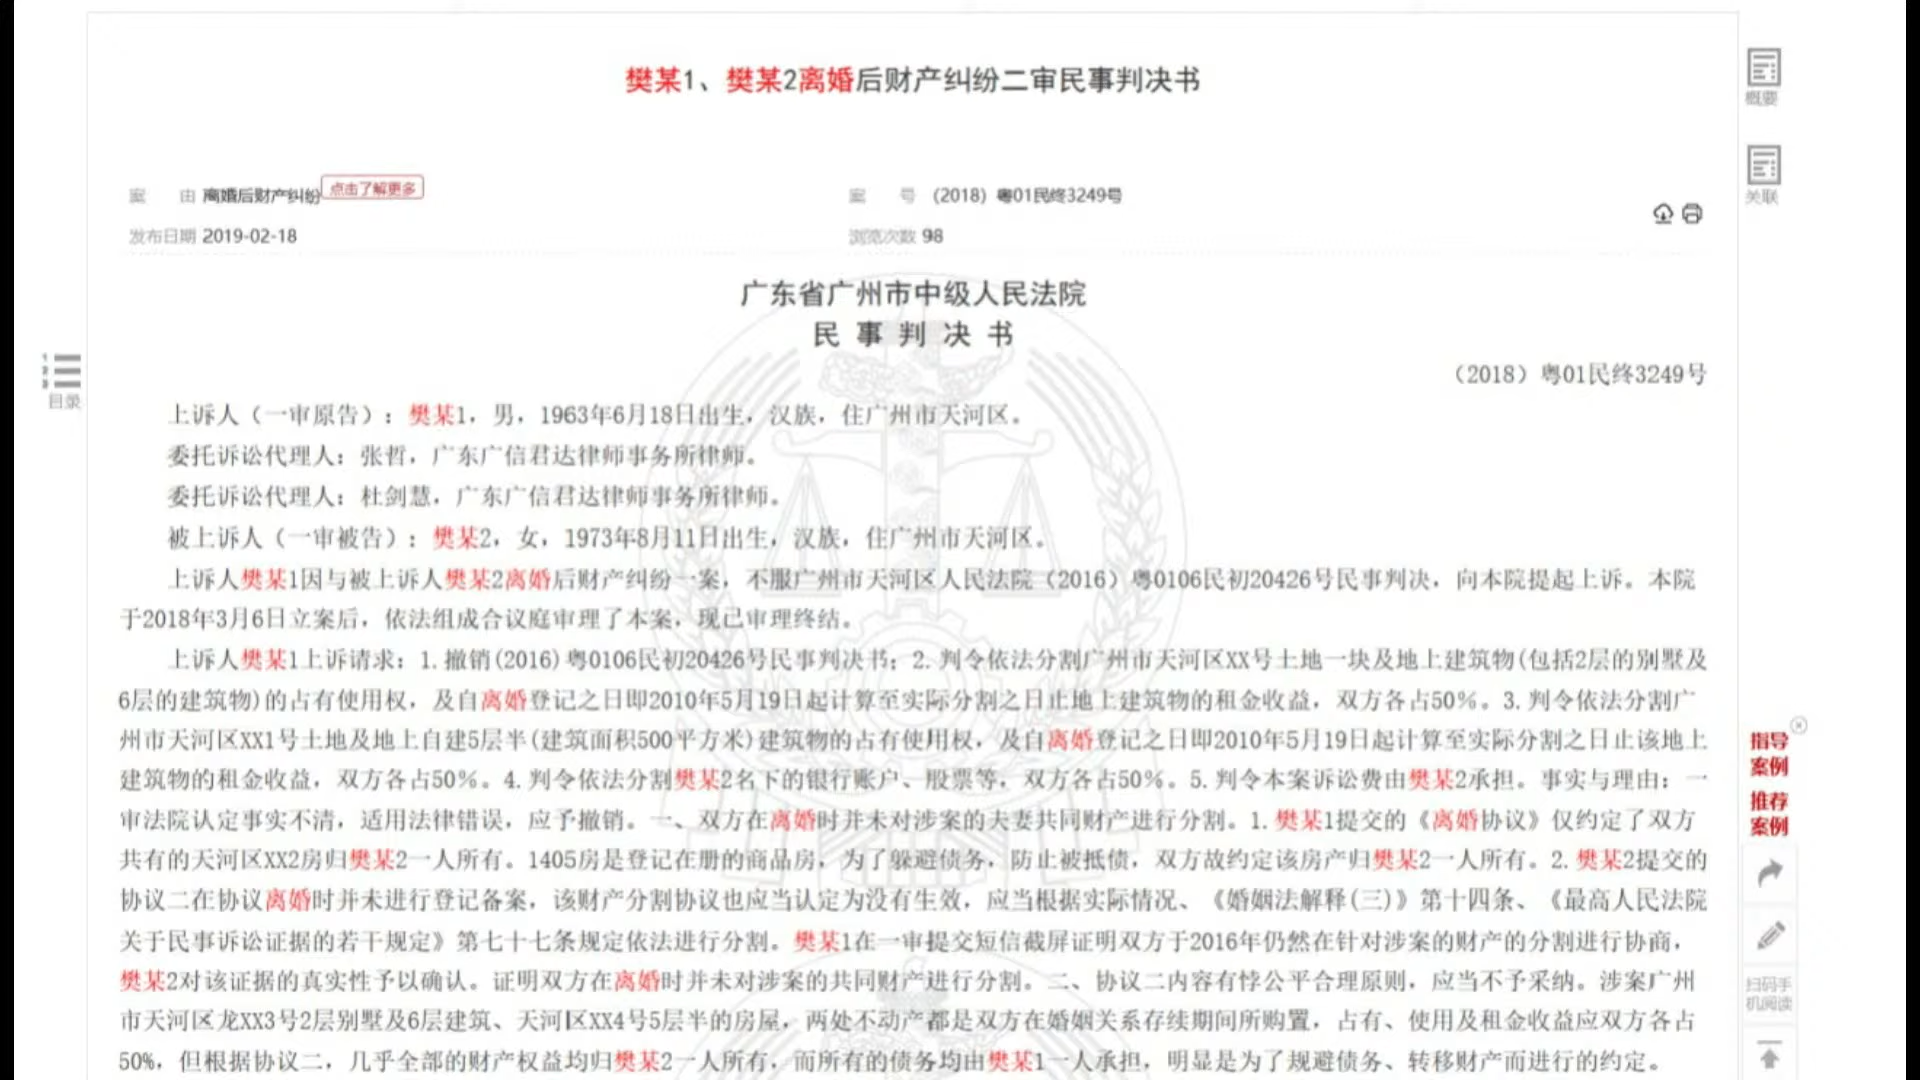 樊某1、樊某2离婚后财产纠纷二审民事判决书
概要
关联
案 由 离婚后财产纠纷 点击了解更多
案 号 (2018) 粤01民终3249号
发布日期 2019-02-18
浏览次数 98
广东省广州市中级人民法院
民 事 判 决 书
(2018) 粤01民终3249号
目录
上诉人(一审原告): 樊某1, 男, 1963年6月18日出生, 汉族, 住广州市天河区。
委托诉讼代理人: 张哲, 广东广信君达律师事务所律师。
委托诉讼代理人: 杜剑慧, 广东广信君达律师事务所律师。
被上诉人(一审被告): 樊某2, 女, 1973年8月11日出生, 汉族, 住广州市天河区。
上诉人樊某1因与被上诉人樊某2离婚后财产纠纷一案, 不服广州市天河区人民法院(2016)粤0106民初20426号民事判决, 向本院提起上诉。本院
于2018年3月6日立案后, 依法组成合议庭审理了本案, 现已审理终结。
上诉人樊某1上诉请求: 1.撤销(2016)粤0106民初20426号民事判决书; 2.判令依法分割广州市天河区XX号土地一块及地上建筑物(包括2层的别墅及
6层的建筑物)的占有使用权, 及自离婚登记之日即2010年5月19日起计算至实际分割之日止地上建筑物的租金收益, 双方各占50%。3.判令依法分割广
州市天河区XX1号土地及地上自建5层半(建筑面积500平方米)建筑物的占有使用权, 及自离婚登记之日即2010年5月19日起计算至实际分割之日止该地上
建筑物的租金收益, 双方各占50%。4.判令依法分割樊某2名下的银行账户、股票等, 双方各占50%。5.判令本案诉讼费由樊某2承担。事实与理由: 一
审法院认定事实不清, 适用法律错误, 应予撤销。一、双方在离婚时并未对涉案的夫妻共同财产进行分割。1.樊某1提交的《离婚协议》仅约定了双方
共有的天河区XX2房归樊某2一人所有。1405房是登记在册的商品房, 为了躲避债务, 防止被抵债, 双方故约定该房产归樊某2一人所有。2.樊某2提交的
协议二在协议离婚时并未进行登记备案, 该财产分割协议也应当认定为没有生效, 应当根据实际情况、《婚姻法解释(三)》第十四条、《最高人民法院
关于民事诉讼证据的若干规定》第七十七条规定依法进行分割。樊某1在一审提交短信截屏证明双方于2016年仍然在针对涉案的财产的分割进行协商,
樊某2对该证据的真实性予以确认。证明双方在离婚时并未对涉案的共同财产进行分割。二、协议二内容有悖公平合理原则, 应当不予采纳。涉案广州
市天河区龙XX3号2层别墅及6层建筑、天河区XX4号5层半的房屋, 两处不动产都是双方在婚姻关系存续期间所购置, 占有、使用及租金收益应双方各占
50%, 但根据协议二, 几乎全部的财产权益均归樊某2一人所有, 而所有的债务均由樊某1一人承担, 明显是为了规避债务、转移财产而进行的约定。
指导
案例
推荐
案例
扫码手
机阅读